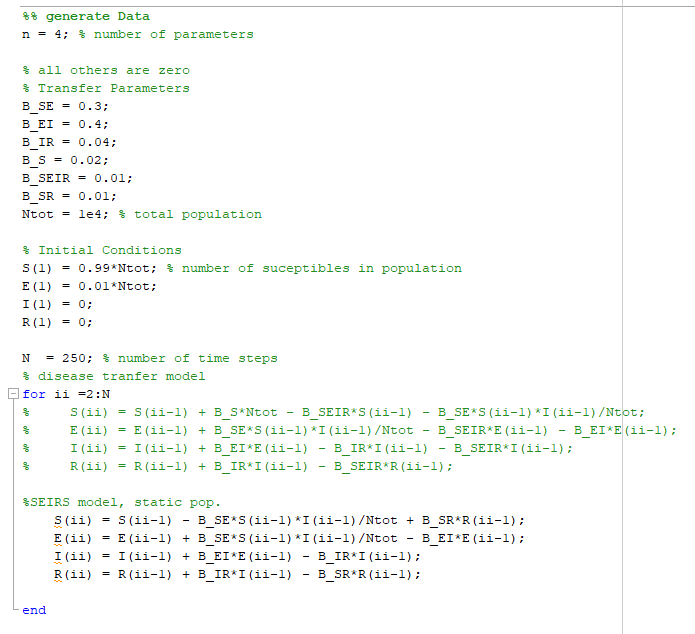 %% generate Data
n = 4; % number of parameters
% all others are zero
% Transfer Parameters
B_SE = 0.3;
B_EI = 0.4;
B_IR = 0.04;
B_S = 0.02;
B_SEIR = 0.01;
B_SR = 0.01;
Ntot = 1e4; % total population
% Initial Conditions
S(1) = 0.99*Ntot; % number of suceptibles in population
E(1) = 0.01*Ntot;
I(1) = 0;
R(1) = 0;
N  = 250; % number of time steps
% disease tranfer model
for ii =2:N
%     S(ii) = S(ii-1) + B_S*Ntot - B_SEIR*S(ii-1) - B_SE*S(ii-1)*I(ii-1)/Ntot;
%     E(ii) = E(ii-1) + B_SE*S(ii-1)*I(ii-1)/Ntot - B_SEIR*E(ii-1) - B_EI*E(ii-1);
%     I(ii) = I(ii-1) + B_EI*E(ii-1) - B_IR*I(ii-1) - B_SEIR*I(ii-1);
%     R(ii) = R(ii-1) + B_IR*I(ii-1) - B_SEIR*R(ii-1);
%SEIRS model, static pop.
    S(ii) = S(ii-1) - B_SE*S(ii-1)*I(ii-1)/Ntot + B_SR*R(ii-1);
    E(ii) = E(ii-1) + B_SE*S(ii-1)*I(ii-1)/Ntot - B_EI*E(ii-1);
    I(ii) = I(ii-1) + B_EI*E(ii-1) - B_IR*I(ii-1);
    R(ii) = R(ii-1) + B_IR*I(ii-1) - B_SR*R(ii-1);
end